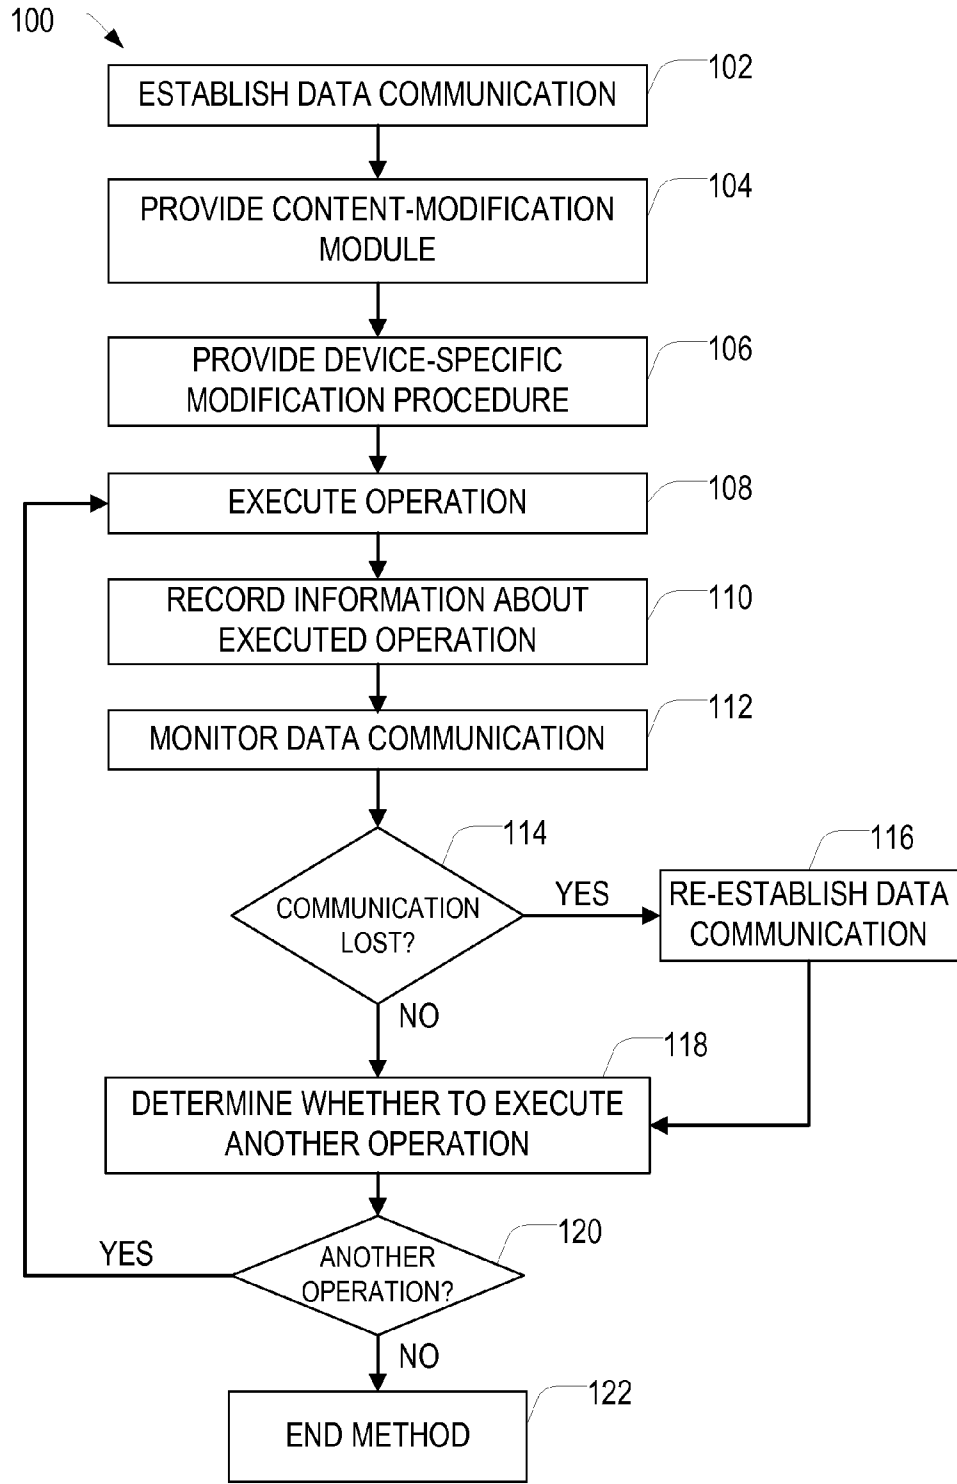 100
ESTABLISH DATA COMMUNICATION
102
PROVIDE CONTENT-MODIFICATION
MODULE
104
PROVIDE DEVICE-SPECIFIC
MODIFICATION PROCEDURE
106
EXECUTE OPERATION
108
RECORD INFORMATION ABOUT
EXECUTED OPERATION
110
MONITOR DATA COMMUNICATION
112
COMMUNICATION
LOST?
114
YES
RE-ESTABLISH DATA
COMMUNICATION
116
NO
DETERMINE WHETHER TO EXECUTE
ANOTHER OPERATION
118
ANOTHER
OPERATION?
120
YES
NO
END METHOD
122